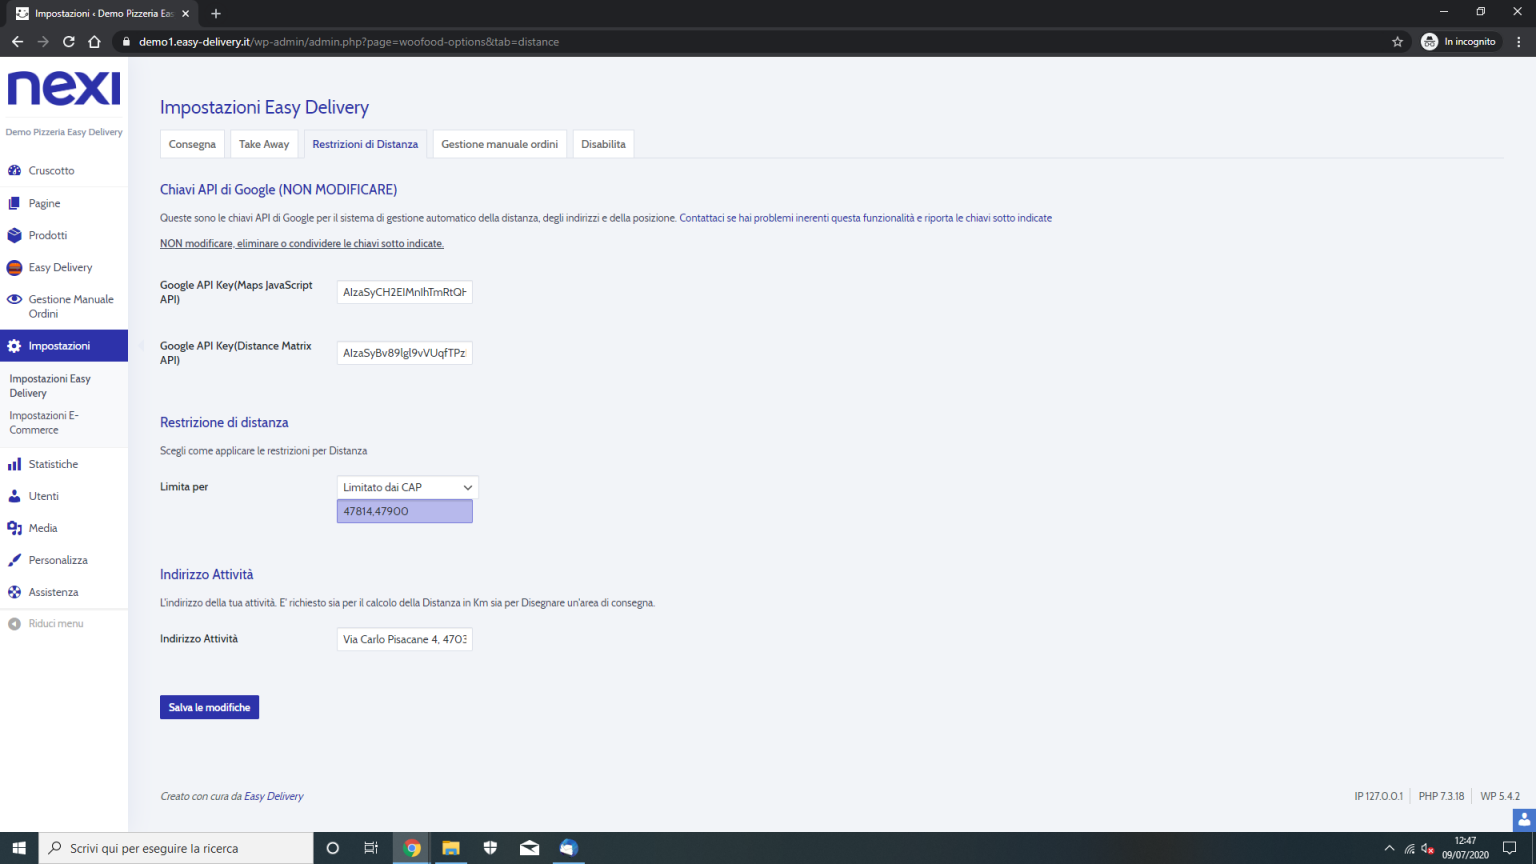 Impostazioni ‹ Demo Pizzeria Eas
demo1.easy-delivery.it/wp-admin/admin.php?page=woofood-options&tab=distance
In incognito
nexi
Demo Pizzeria Easy Delivery
Cruscotto
Pagine
Prodotti
Easy Delivery
Gestione Manuale
Ordini
Impostazioni
Impostazioni Easy
Delivery
Impostazioni E-
Commerce
Statistiche
Utenti
Media
Personalizza
Assistenza
Riduci menu
Impostazioni Easy Delivery
Consegna
Take Away
Restrizioni di Distanza
Gestione manuale ordini
Disabilita
Chiavi API di Google (NON MODIFICARE)
Queste sono le chiavi API di Google per il sistema di gestione automatico della distanza, degli indirizzi e della posizione. Contattaci se hai problemi inerenti questa funzionalità e riporta le chiavi sotto indicate
NON modificare, eliminare o condividere le chiavi sotto indicate.
Google API Key(Maps JavaScript
API)
Google API Key(Distance Matrix
API)
Restrizione di distanza
Scegli come applicare le restrizioni per Distanza
Limita per
Limitato dai CAP
47814,47900
Indirizzo Attività
L'indirizzo della tua attività. E' richiesto sia per il calcolo della Distanza in Km sia per Disegnare un'area di consegna.
Indirizzo Attività
Via Carlo Pisacane 4, 4703
Salva le modifiche
Creato con cura da Easy Delivery
IP 127.0.0.1
PHP 7.3.18
WP 5.4.2
Scrivi qui per eseguire la ricerca
12:47
09/07/2020